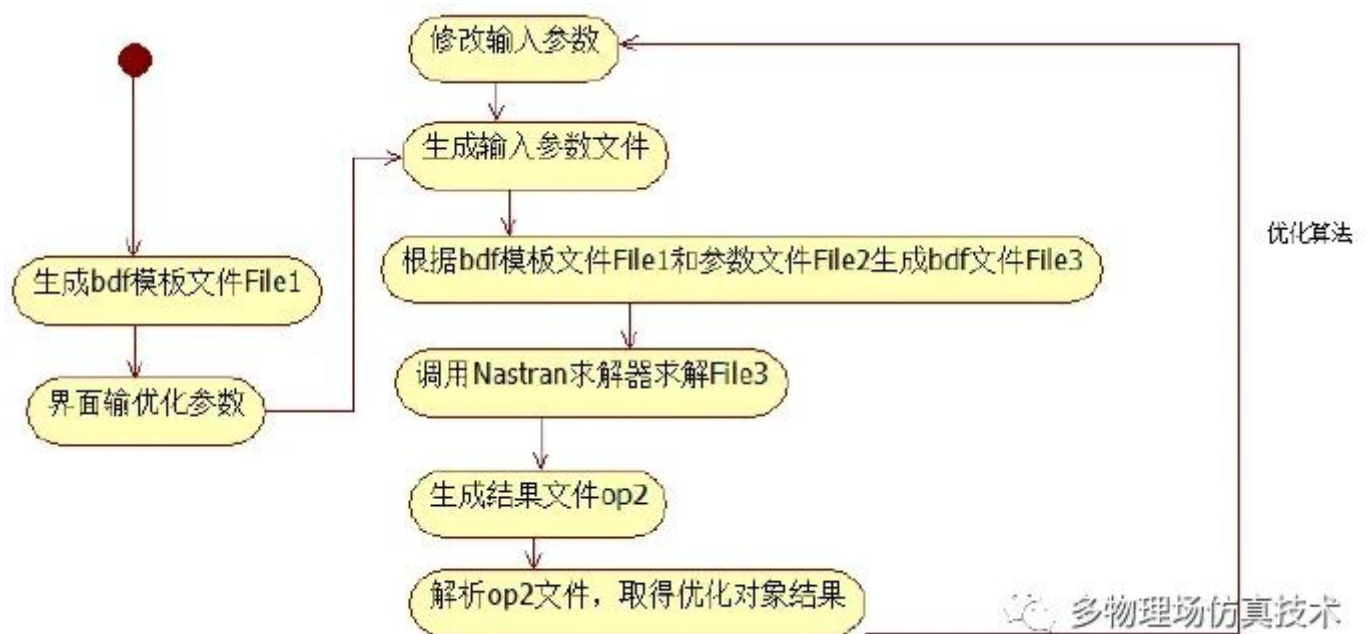 修改输入参数
生成输入参数文件
优化算法
根据bdf模板文件File1和参数文件File2生成bdf文件File3
生成bdf模板文件File1
调用Nastran求解器求解File3
界面输优化参数
生成结果文件op2
解析op2文件，取得优化对象结果
多物理场仿真技术